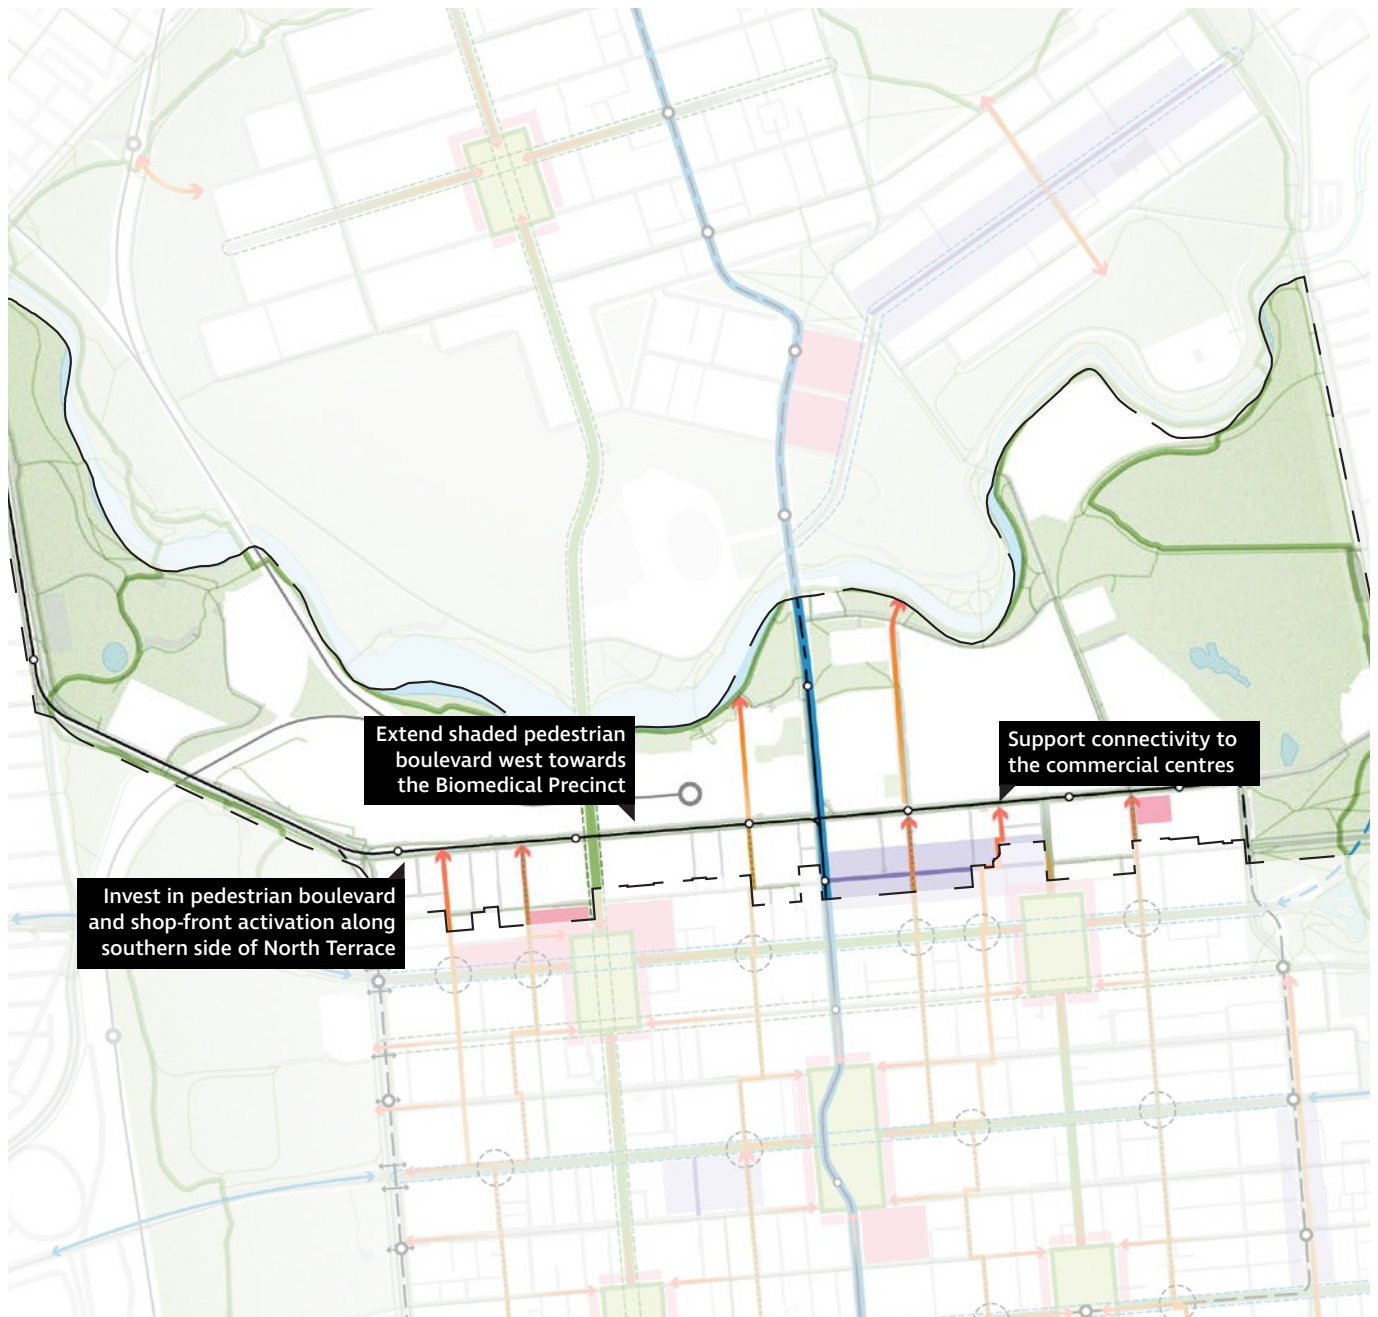 Extend shaded pedestrian
boulevard west towards
the Biomedical Precinct
Support connectivity to
the commercial centres
Invest in pedestrian boulevard
and shop-front activation along
southern side of North Terrace